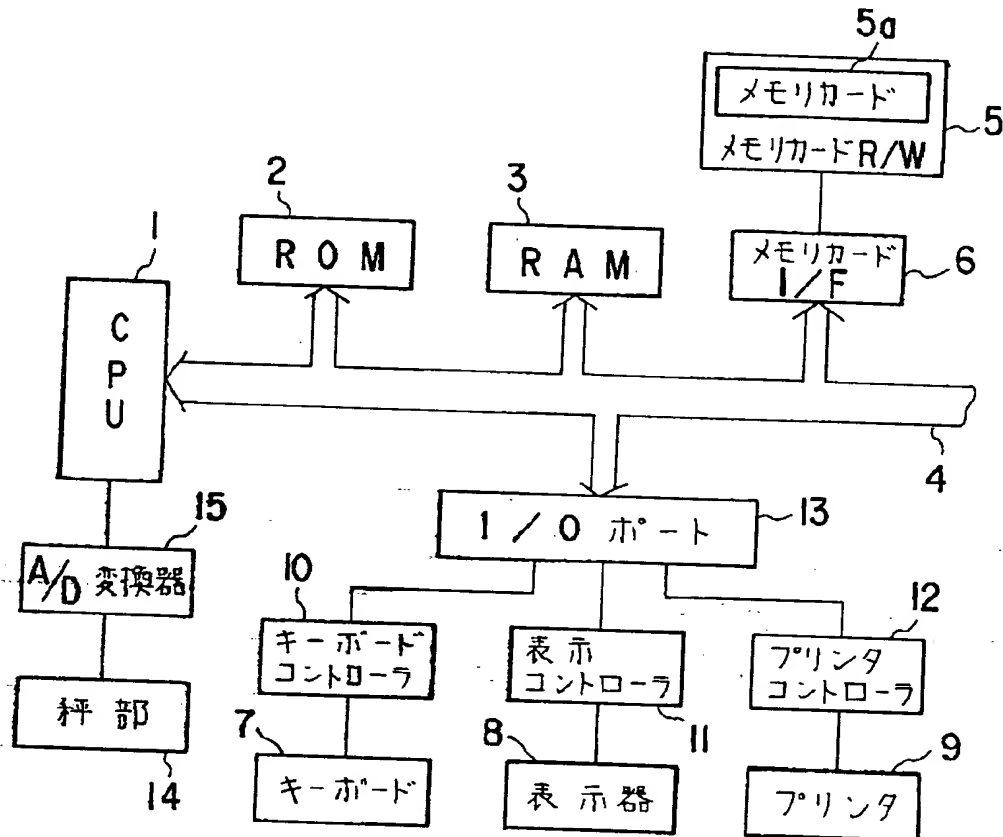 5a
メモリカード
5
メモリカードR/W
2
3
1
ROM
RAM
メモリカード
I/F
6
CPU
4
15
I/Oポート
13
A/D変換器
10
12
キーボード
コントローラ
表示
コントローラ
プリンタ
コントローラ
秤部
7
8
11
9
14
キーボード
表示器
プリンタ